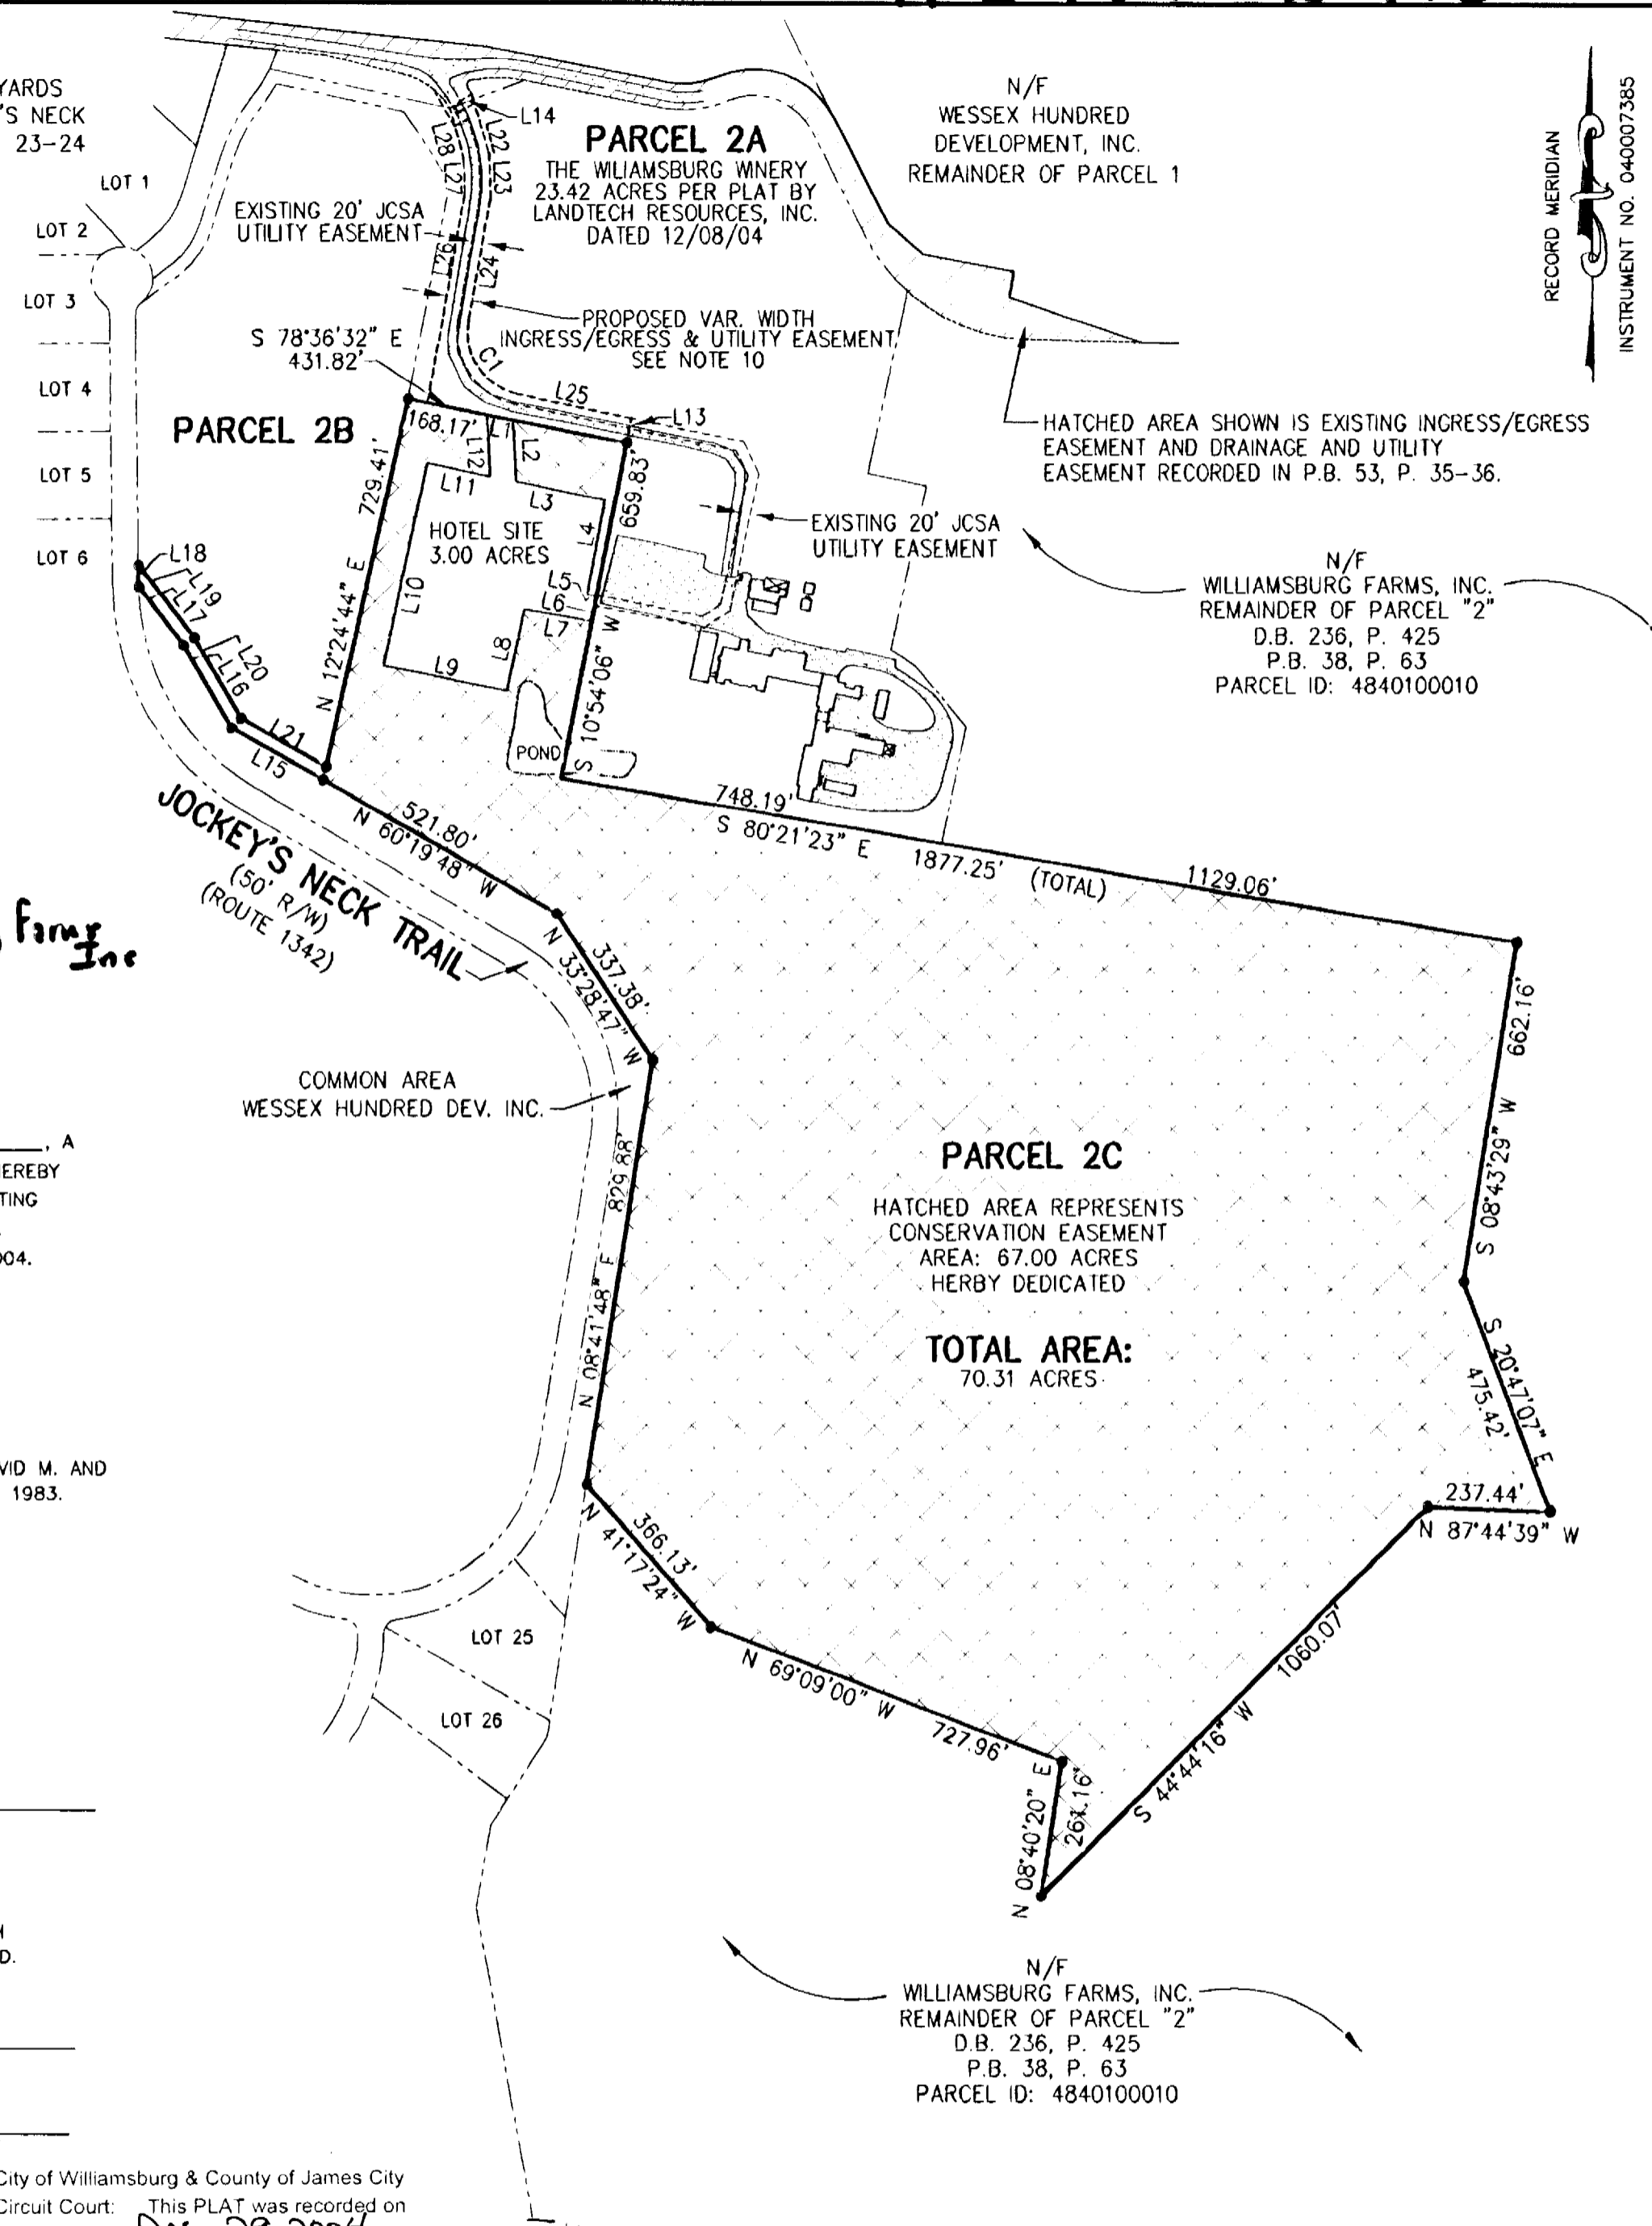 YARDS
'S NECK
23-24
LOT 1
LOT 2
LOT 3
LOT 4
LOT 5
LOT 6
L14
L22
L23
L28
L27
L26
L24
PARCEL 2A
THE WILIAMSBURG WINERY
23.42 ACRES PER PLAT BY
LANDTECH RESOURCES, INC.
DATED 12/08/04
N/F
WESSEX HUNDRED
DEVELOPMENT, INC.
REMAINDER OF PARCEL 1
RECORD MERIDIAN
INSTRUMENT NO. 040007385
EXISTING 20' JCSA
UTILITY EASEMENT
PROPOSED VAR. WIDTH
INGRESS/EGRESS & UTILITY EASEMENT
SEE NOTE 10
S 78°36'32" E
431.82'
C1
L25
L13
168.17'
L1
L2
L12
L11
L3
L4
L5
L6
L7
L8
L9
L10
PARCEL 2B
729.41'
N 12°24'44" E
659.83'
S 10°54'06" W
HOTEL SITE
3.00 ACRES
HATCHED AREA SHOWN IS EXISTING INGRESS/EGRESS
EASEMENT AND DRAINAGE AND UTILITY
EASEMENT RECORDED IN P.B. 53, P. 35-36.
EXISTING 20' JCSA
UTILITY EASEMENT
N/F
WILLIAMSBURG FARMS, INC.
REMAINDER OF PARCEL "2"
D.B. 236, P. 425
P.B. 38, P. 63
PARCEL ID: 4840100010
L18
L19
L17
L20
L16
L21
L15
POND
748.19'
S 80°21'23" E
1877.25' (TOTAL)
1129.06'
521.80'
N 60°19'48" W
JOCKEY'S NECK TRAIL
(50' R/W)
(ROUTE 1342)
Farms
Inc
337.38'
N 33°28'47" W
662.16'
S 08°43'29" W
COMMON AREA
WESSEX HUNDRED DEV. INC.
829.88'
N 08°41'48" E
PARCEL 2C
HATCHED AREA REPRESENTS
CONSERVATION EASEMENT
AREA: 67.00 ACRES
HERBY DEDICATED
TOTAL AREA:
70.31 ACRES
, A
EREBY
TING
004.
S 20°47'07" E
475.42'
237.44'
N 87°44'39" W
VID M. AND
1983.
366.13'
N 41°17'24" W
LOT 25
LOT 26
N 69°09'00" W
727.96'
1060.07'
S 44°44'16" W
N 08°40'20" E
261.16'
D.
N/F
WILLIAMSBURG FARMS, INC.
REMAINDER OF PARCEL "2"
D.B. 236, P. 425
P.B. 38, P. 63
PARCEL ID: 4840100010
City of Williamsburg & County of James City
Circuit Court: This PLAT was recorded on
Dec 28 2004